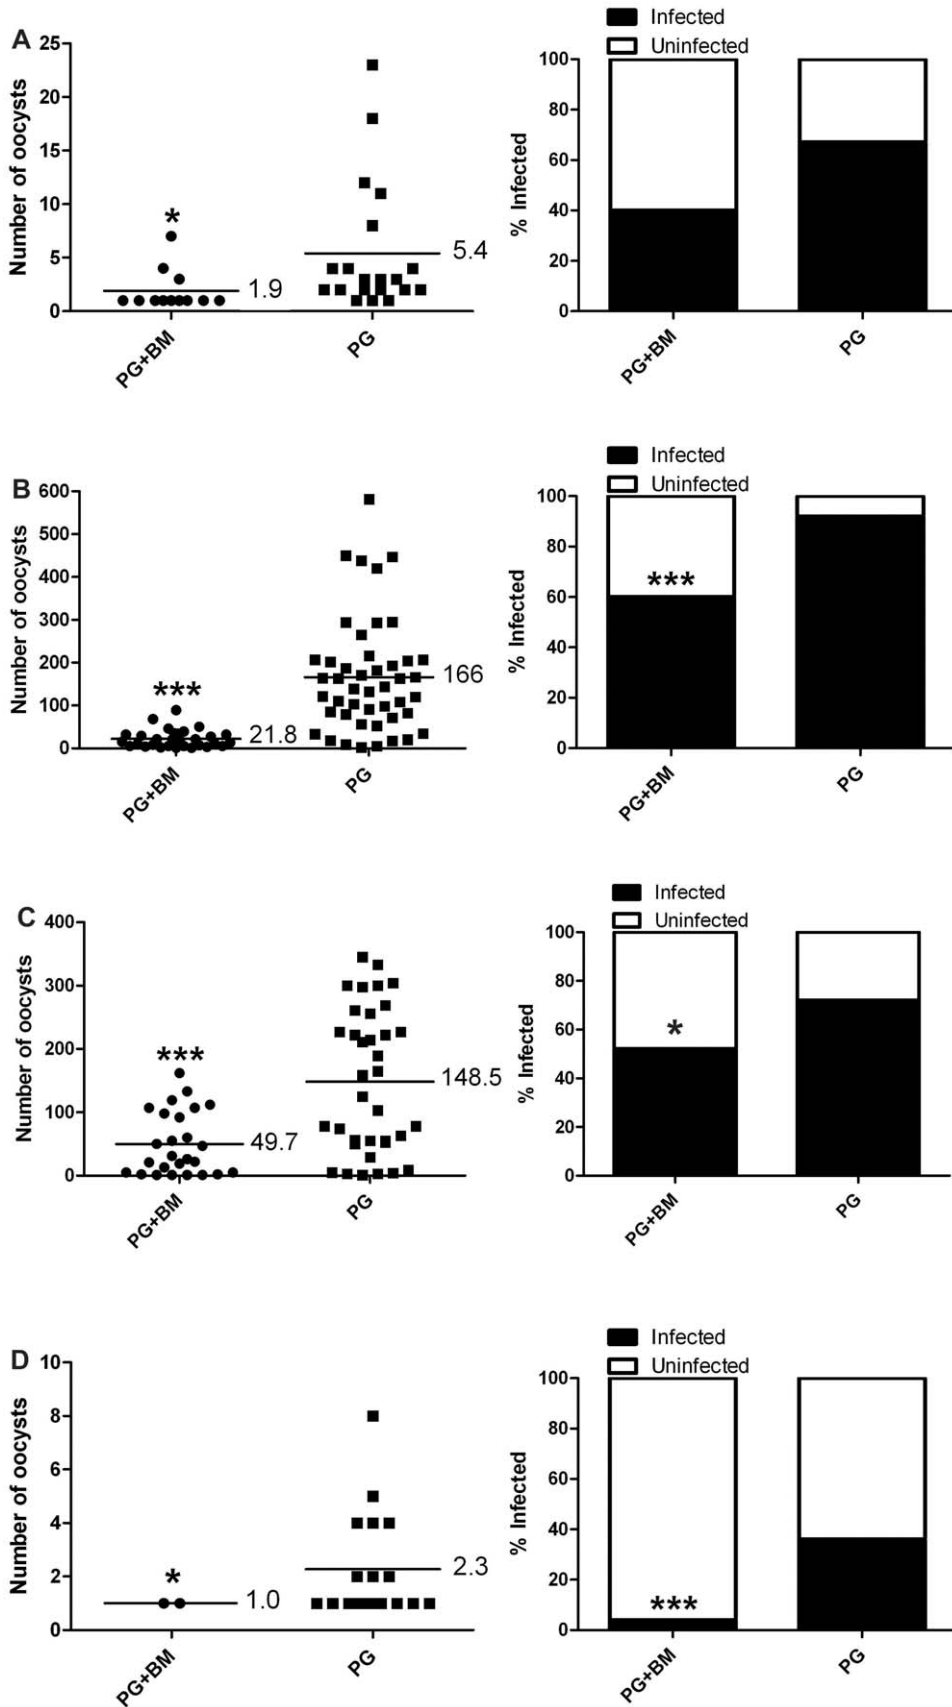 A
Number of oocysts
25
20
15
10
5
0
*
1.9
5.4
PG+BM
PG
Infected
Uninfected
% Infected
100
80
60
40
20
0
PG+BM
PG
B
Number of oocysts
600
500
400
300
200
100
0
***
21.8
166
PG+BM
PG
Infected
Uninfected
% Infected
100
80
60
40
20
0
***
PG+BM
PG
C
Number of oocysts
400
300
200
100
0
***
49.7
148.5
PG+BM
PG
Infected
Uninfected
% Infected
100
80
60
40
20
0
*
PG+BM
PG
D
Number of oocysts
10
8
6
4
2
0
*
1.0
2.3
PG+BM
PG
Infected
Uninfected
% Infected
100
80
60
40
20
0
***
PG+BM
PG